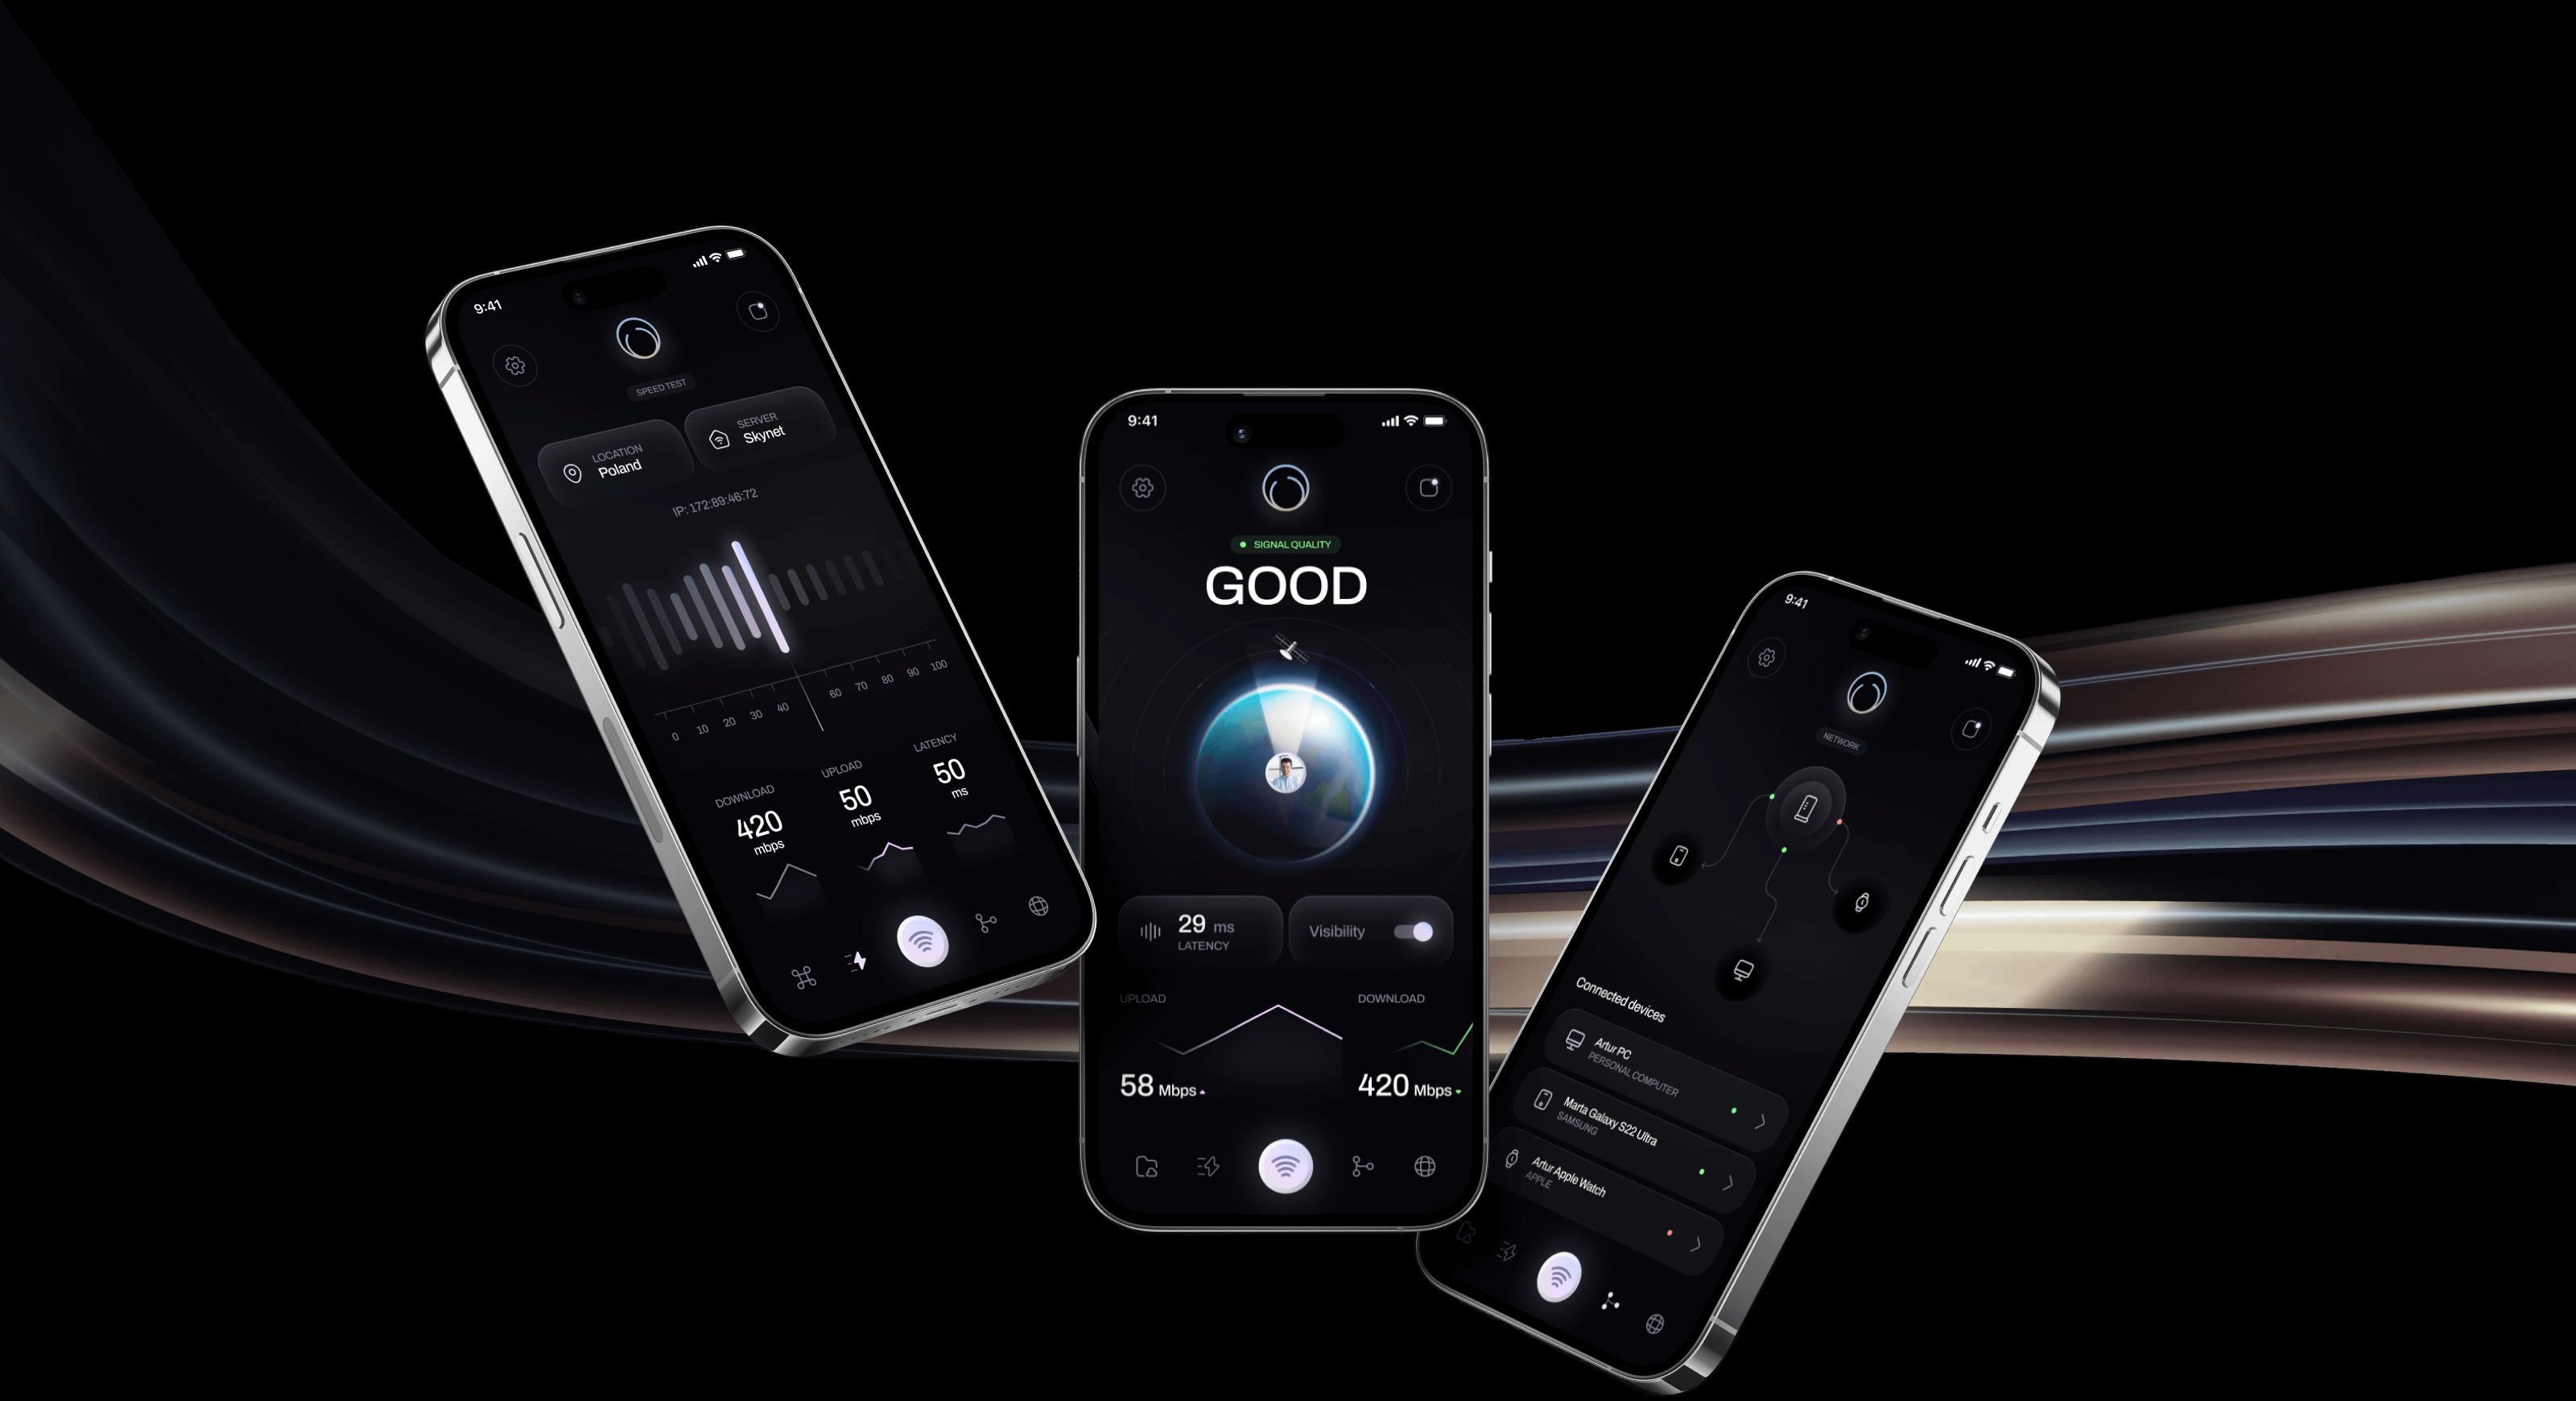 9:41
SPEED TEST
LOCATION
Poland
SERVER
Skynet
IP: 172:89:46:72
0 10 20 30 40 60 70 80 90 100
DOWNLOAD
420
mbps
UPLOAD
50
mbps
LATENCY
50
ms
9:41
SIGNAL QUALITY
GOOD
29 ms
LATENCY
Visibility
UPLOAD
58 Mbps
DOWNLOAD
420 Mbps
9:41
NETWORK
Connected devices
Artur PC
PERSONAL COMPUTER
Marta Galaxy S22 Ultra
SAMSUNG
Artur Apple Watch
APPLE